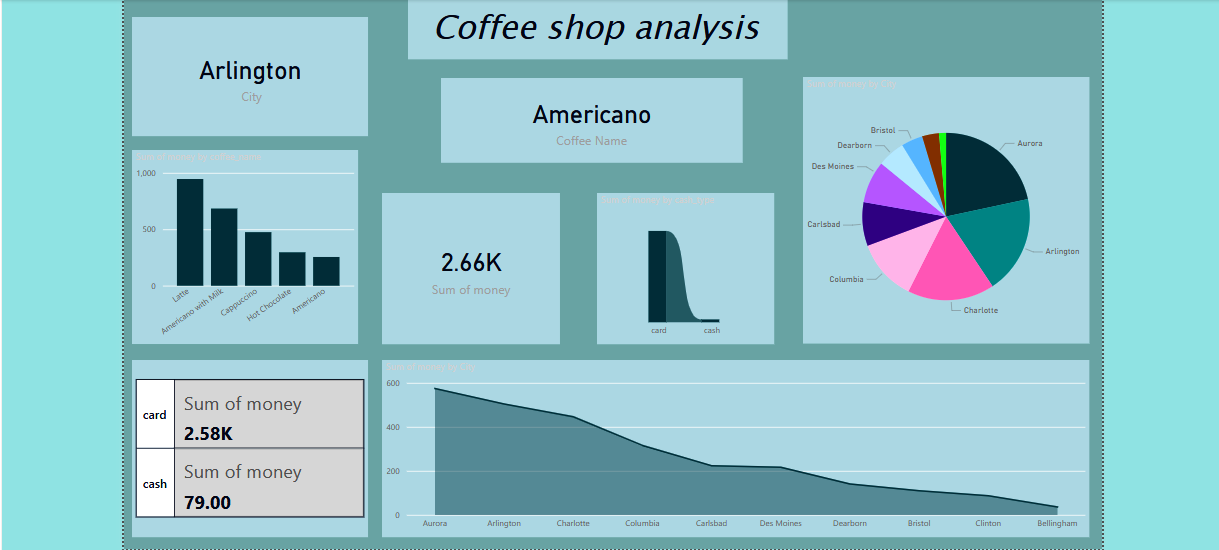 Coffee shop analysis
Arlington
City
Americano
Coffee Name
Sum of money by City
Bristol
Aurora
Dearborn
Des Moines
Carlsbad
Arlington
Columbia
Charlotte
Sum of money by coffee_name
1,000
500
0
Latte
Americano with Milk
Cappuccino
Hot Chocolate
Americano
2.66K
Sum of money
Sum of money by cash_type
card
cash
card
Sum of money
2.58K
cash
Sum of money
79.00
Sum of money by City
600
400
200
0
Aurora
Arlington
Charlotte
Columbia
Carlsbad
Des Moines
Dearborn
Bristol
Clinton
Bellingham